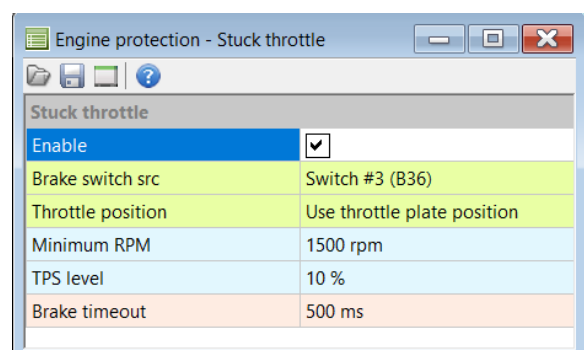 Engine protection - Stuck throttle
Stuck throttle
Enable
Brake switch src Switch #3 (B36)
Throttle position Use throttle plate position
Minimum RPM 1500 rpm
TPS level 10 %
Brake timeout 500 ms